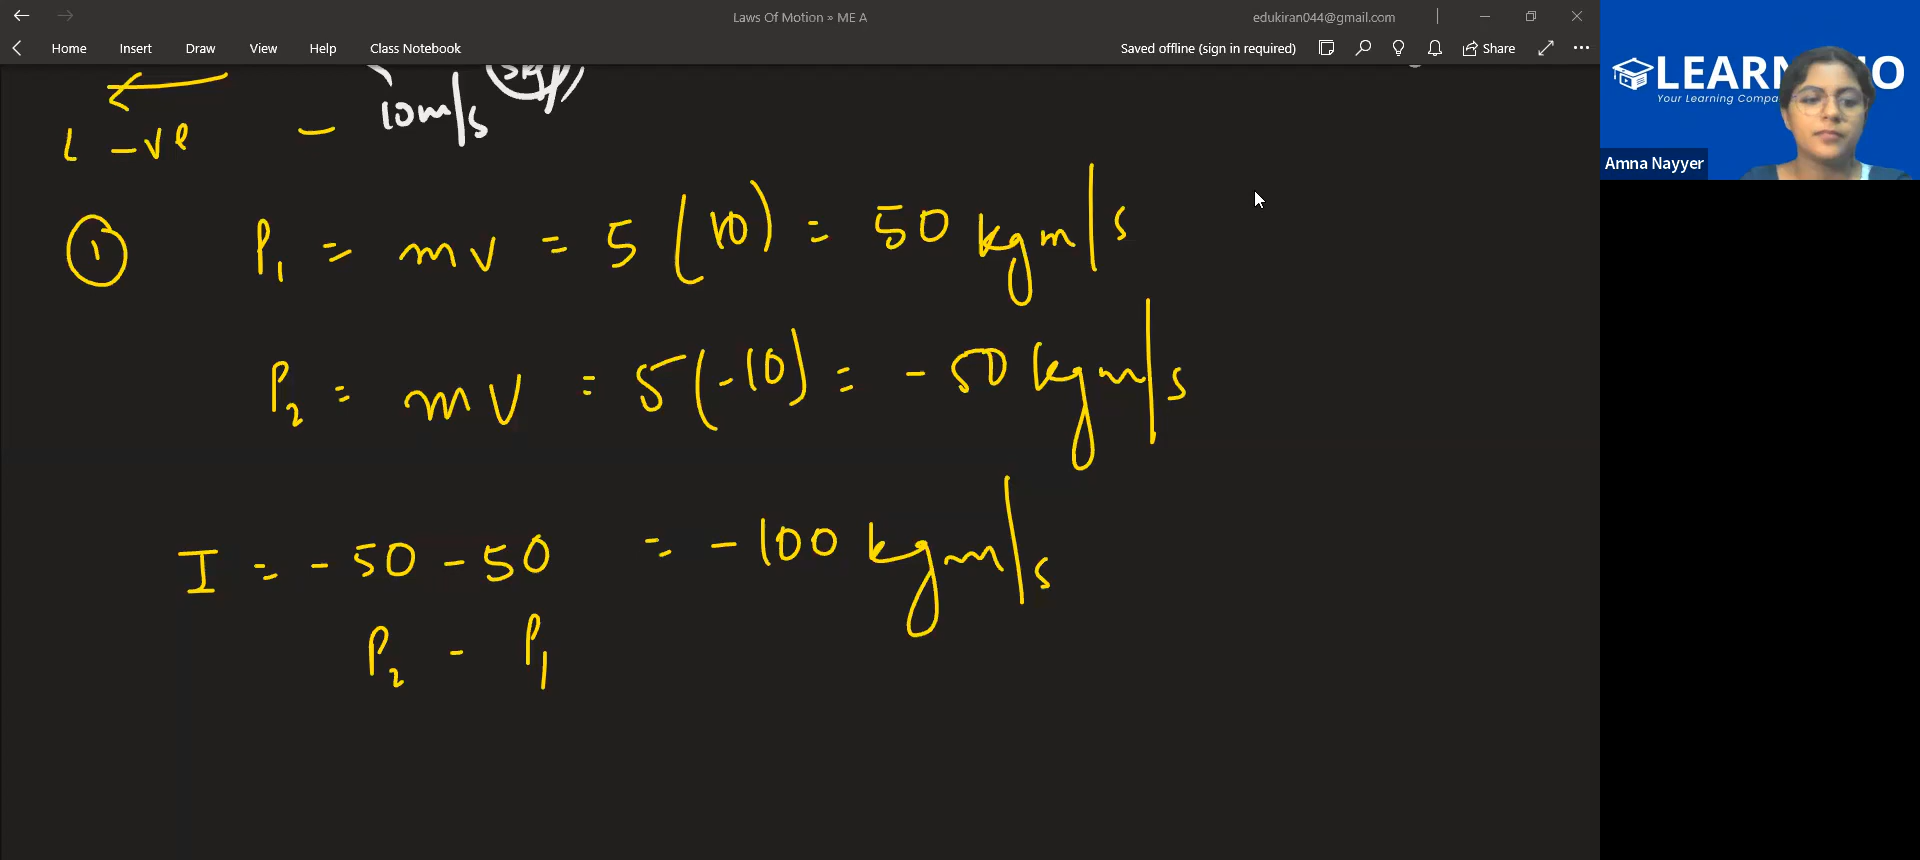 Laws Of Motion » ME A
edukiran044@gmail.com
Home Insert Draw View Help Class Notebook
Saved offline (sign in required)
Share
LEARN IO
Your Learning Compa
Amna Nayyer
5kg
10m/s
L -ve -
① P₁ = mv = 5 (10) = 50 kgm/s
P₂ = mv = 5(-10) = -50 kgm/s
I = -50 -50 = -100 kgm/s
P₂ - P₁